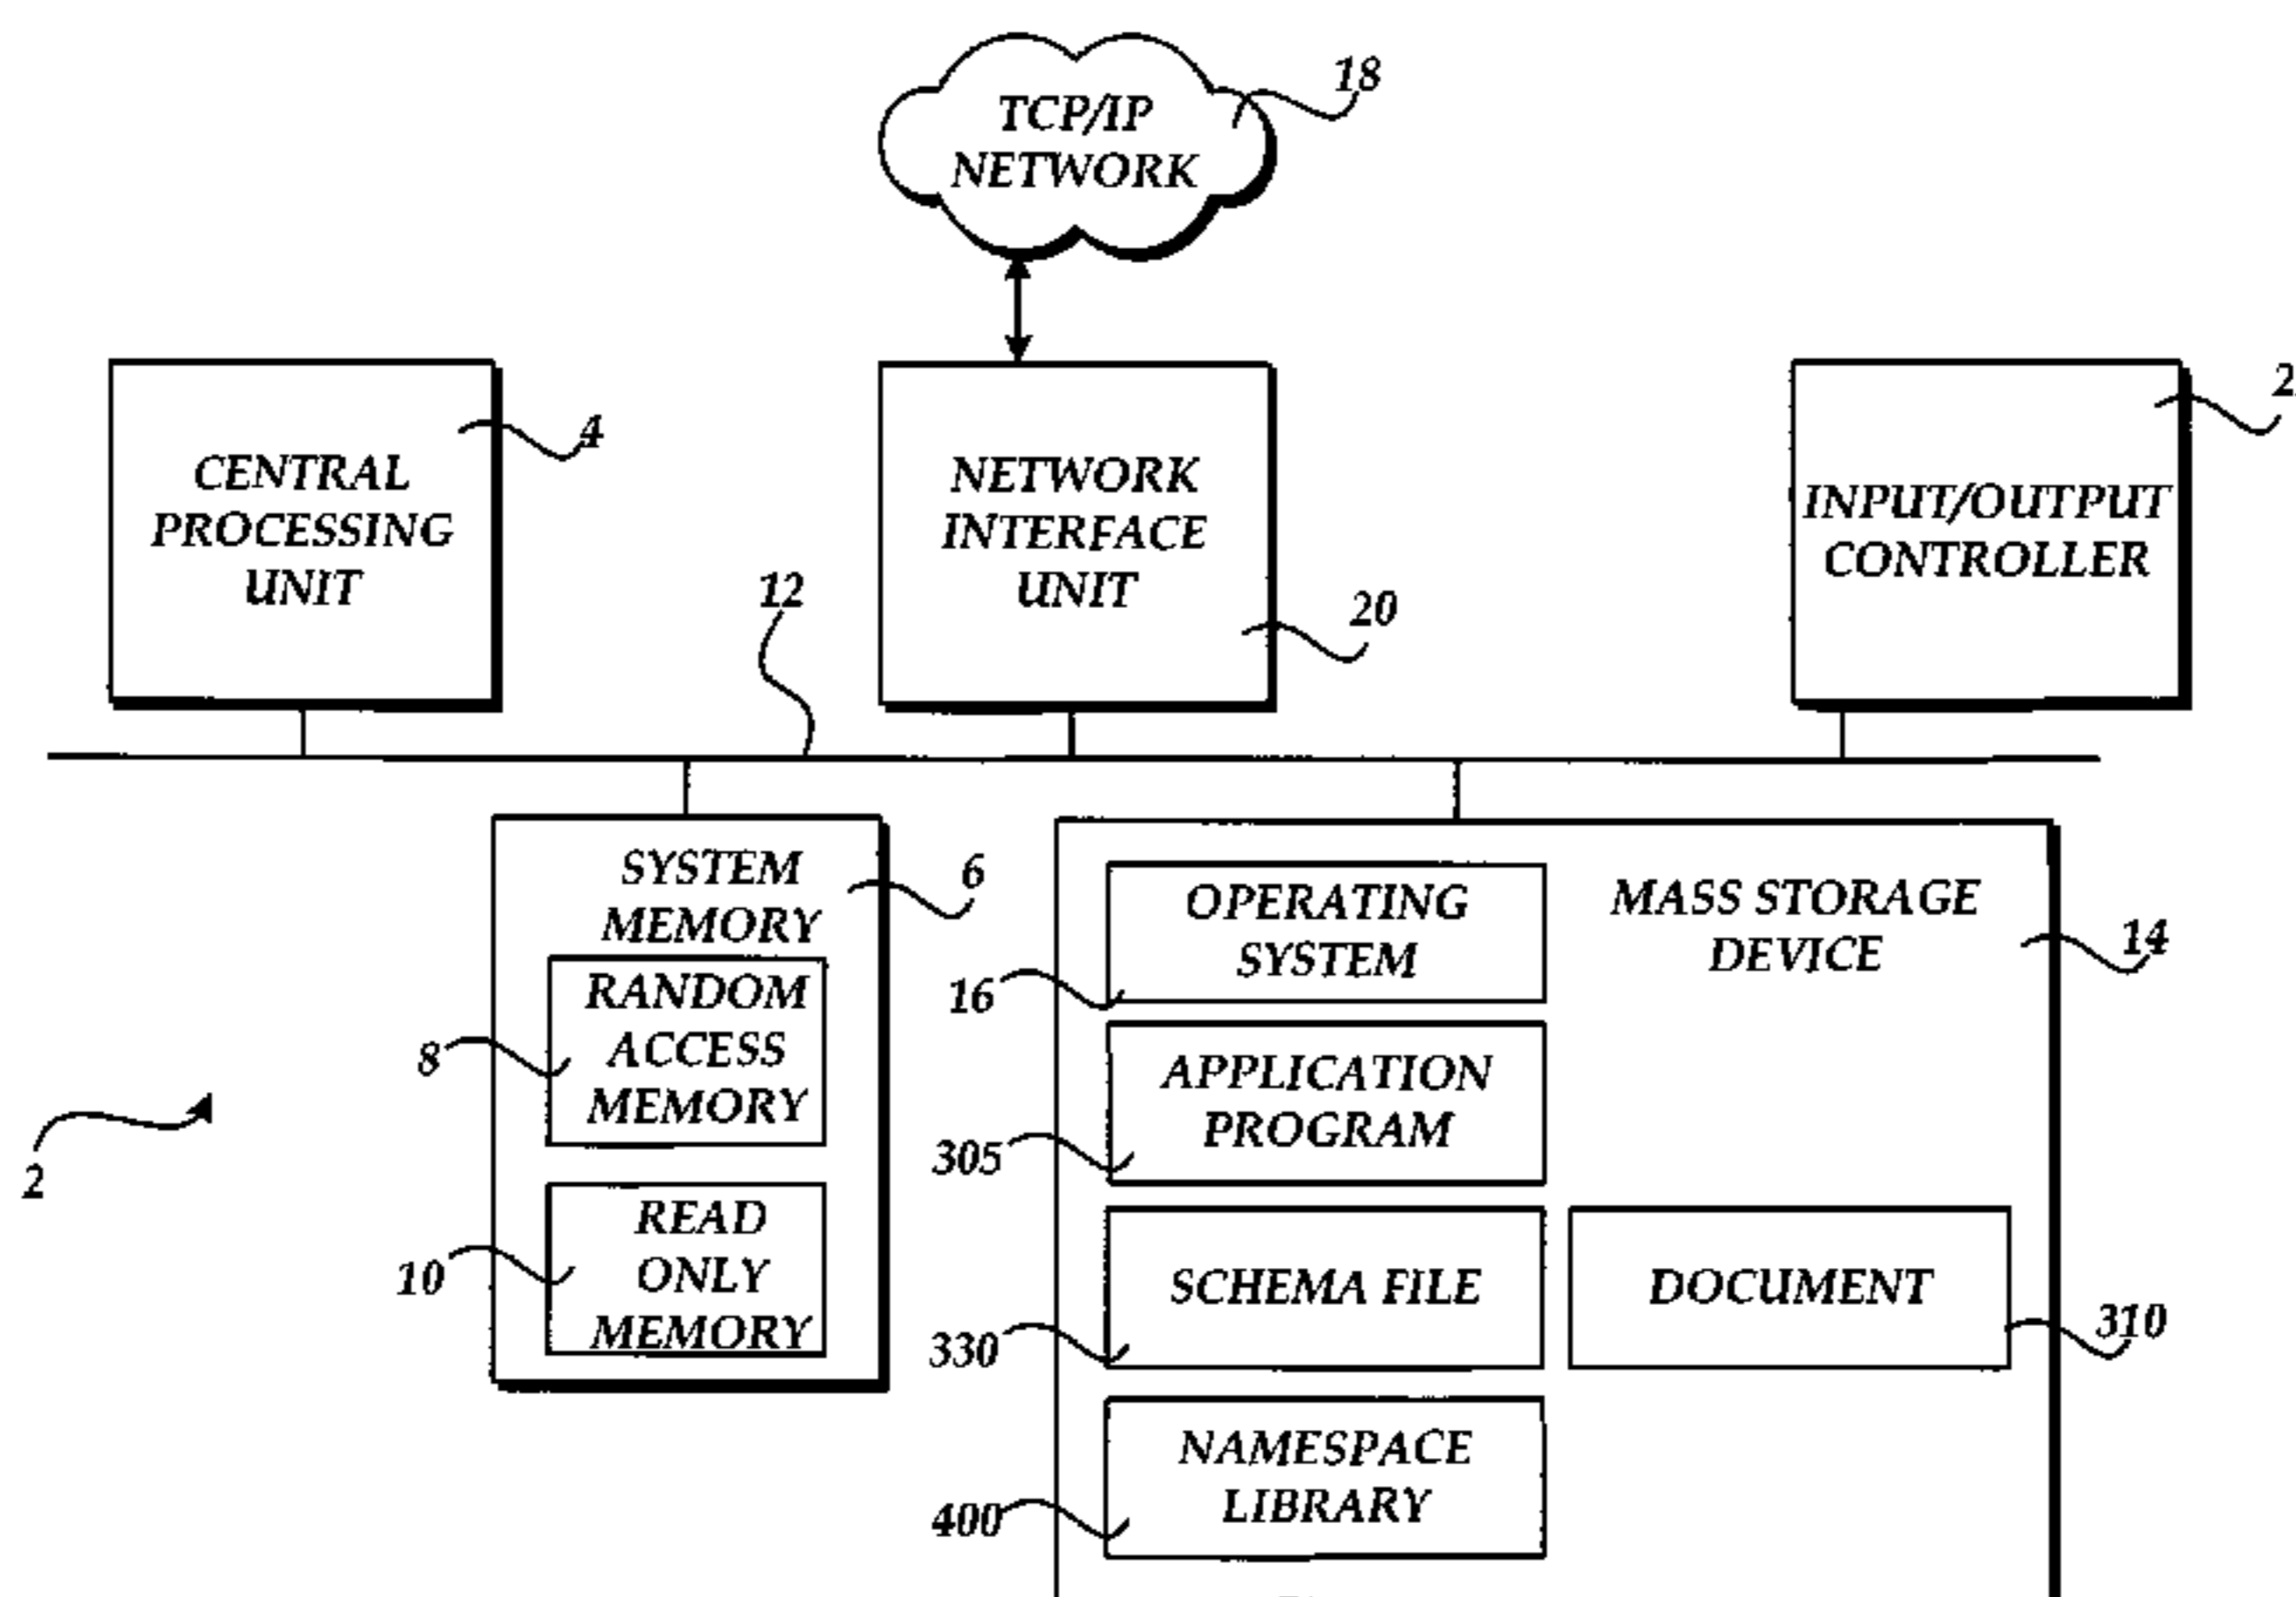 18
TCP/IP
NETWORK
4
CENTRAL
PROCESSING
UNIT
NETWORK
INTERFACE
UNIT
20
2
INPUT/OUTPUT
CONTROLLER
12
SYSTEM
MEMORY
6
RANDOM
ACCESS
MEMORY
8
READ
ONLY
MEMORY
10
2
OPERATING
SYSTEM
16
MASS STORAGE
DEVICE
14
APPLICATION
PROGRAM
305
SCHEMA FILE
330
DOCUMENT
310
NAMESPACE
LIBRARY
400